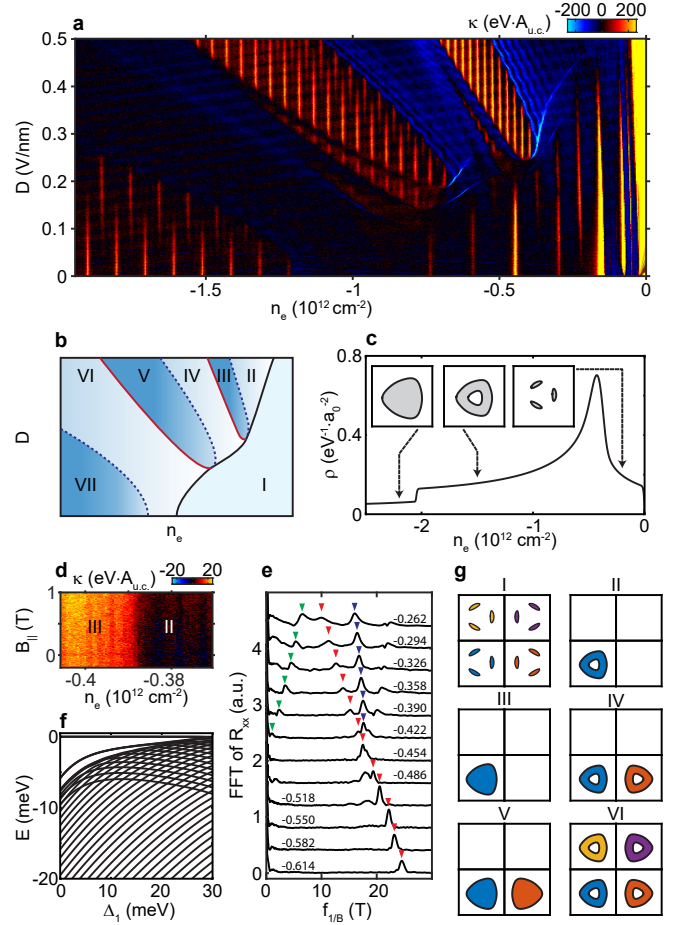 a
κ (eV·A_u.c.)
-200 0 200
D (V/nm)
0.5
0.4
0.3
0.2
0.1
0
-1.5 -1 -0.5 0
n_e (10^12 cm^-2)
b
D
VI V IV III II
VII I
n_e
c
ρ (eV^-1·a_0^-2)
0.8
0.4
0
-2 -1 0
n_e (10^12 cm^-2)
d
κ (eV·A_u.c.)
-20 20
B_|| (T)
1
0
III II
-0.4 -0.38
n_e (10^12 cm^-2)
e
FFT of R_xx (a.u.)
4
3
2
1
0
-0.262
-0.294
-0.326
-0.358
-0.390
-0.422
-0.454
-0.486
-0.518
-0.550
-0.582
-0.614
0 20
f_1/B (T)
f
E (meV)
0
-10
-20
0 10 20 30
Δ_1 (meV)
g
I II
III IV
V VI